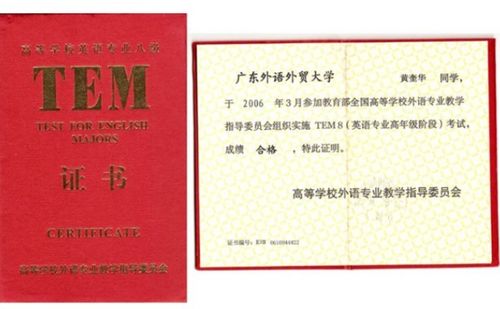 高等学校英语专业八级
TEM
TEST FOR ENGLISH
MAJORS
证书
CERTIFICATE
高等学校外语专业教学指导委员会
广东外语外贸大学 黄奎华 同学，
于 2006 年3月参加教育部全国高等学校外语专业教学
指导委员会组织实施 TEM 8（英语专业高年级阶段）考试，
成绩 合格 ，特此证明。
高等学校外语专业教学指导委员会